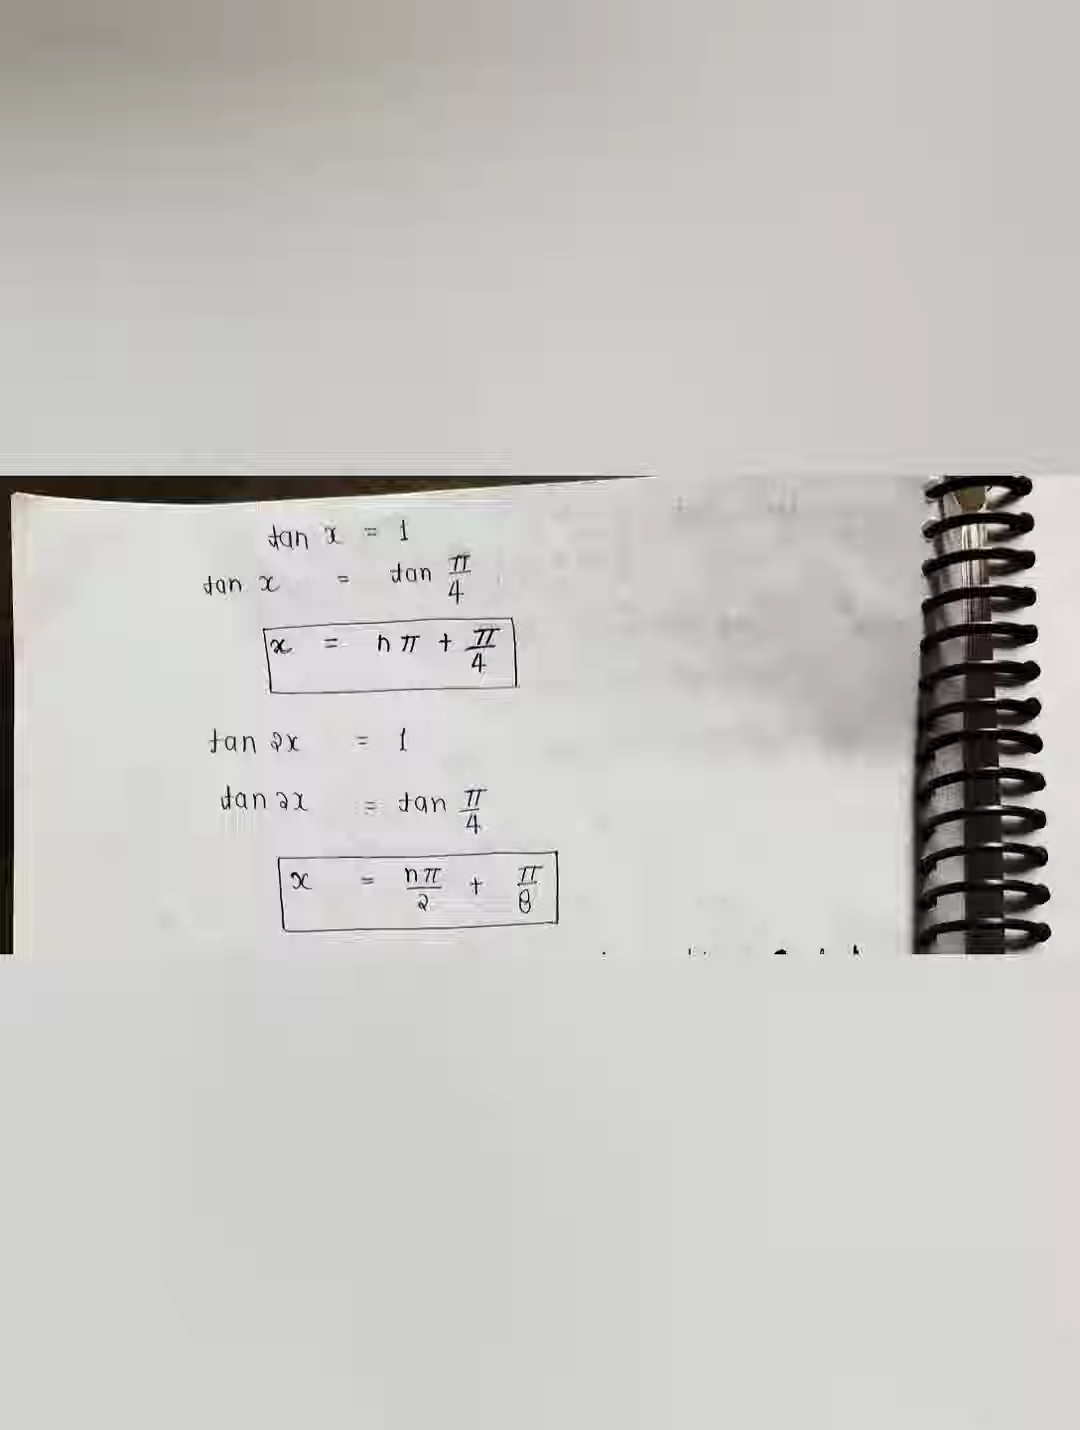 tan x = 1
tan x = tan π/4
x = nπ + π/4
tan 2x = 1
tan 2x = tan π/4
x = nπ/2 + π/8